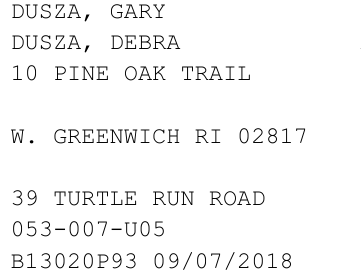 DUSZA, GARY
DUSZA, DEBRA
10 PINE OAK TRAIL
W. GREENWICH RI 02817
39 TURTLE RUN ROAD
053-007-U05
B13020P93 09/07/2018